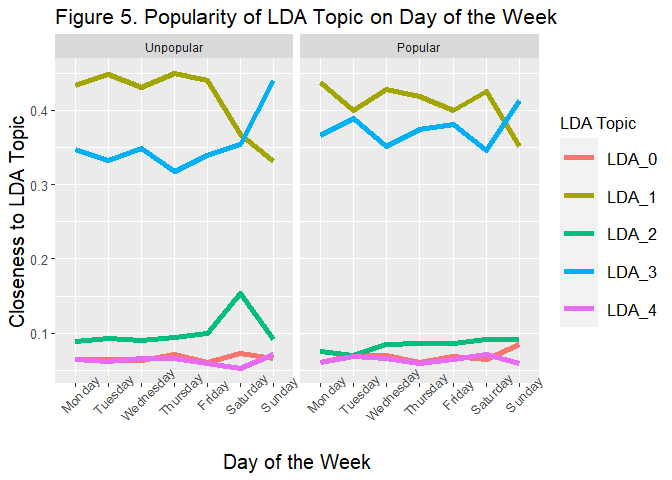 Figure 5. Popularity of LDA Topic on Day of the Week
Unpopular
Popular
Closeness to LDA Topic
0.4
0.3
0.2
0.1
Monday
Tuesday
Wednesday
Thursday
Friday
Saturday
Sunday
Monday
Tuesday
Wednesday
Thursday
Friday
Saturday
Sunday
Day of the Week
LDA Topic
LDA_0
LDA_1
LDA_2
LDA_3
LDA_4